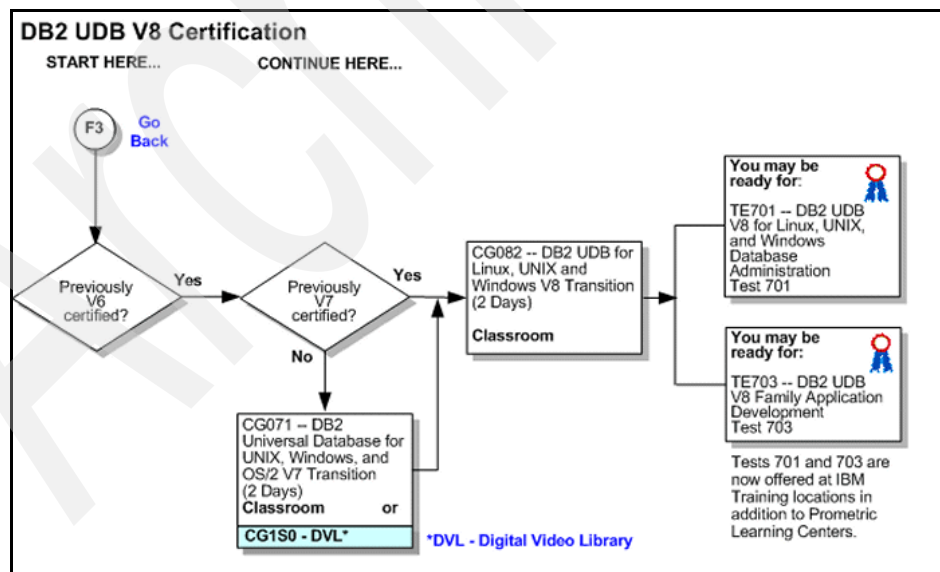 DB2 UDB V8 Certification
START HERE...
CONTINUE HERE...
F3
Go
Back
Previously
V6
certified?
Yes
Previously
V7
certified?
Yes
No
CG071 -- DB2
Universal Database for
UNIX, Windows, and
OS/2 V7 Transition
(2 Days)
Classroom or
CG1S0 - DVL*
*DVL - Digital Video Library
CG082 -- DB2 UDB for
Linux, UNIX and
Windows V8 Transition
(2 Days)
Classroom
You may be
ready for:
TE701 -- DB2 UDB
V8 for Linux, UNIX,
and Windows
Database
Administration
Test 701
You may be
ready for:
TE703 -- DB2 UDB
V8 Family Application
Development
Test 703
Tests 701 and 703 are
now offered at IBM
Training locations in
addition to Prometric
Learning Centers.